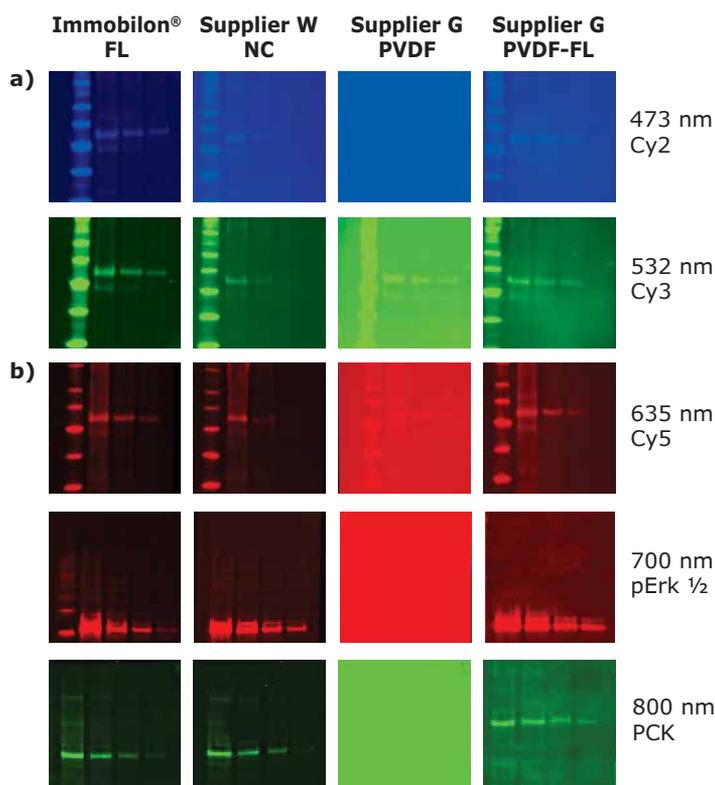 Immobilon® FL
Supplier W NC
Supplier G PVDF
Supplier G PVDF-FL
a)
473 nm
Cy2
532 nm
Cy3
b)
635 nm
Cy5
700 nm
pErk ½
800 nm
PCK